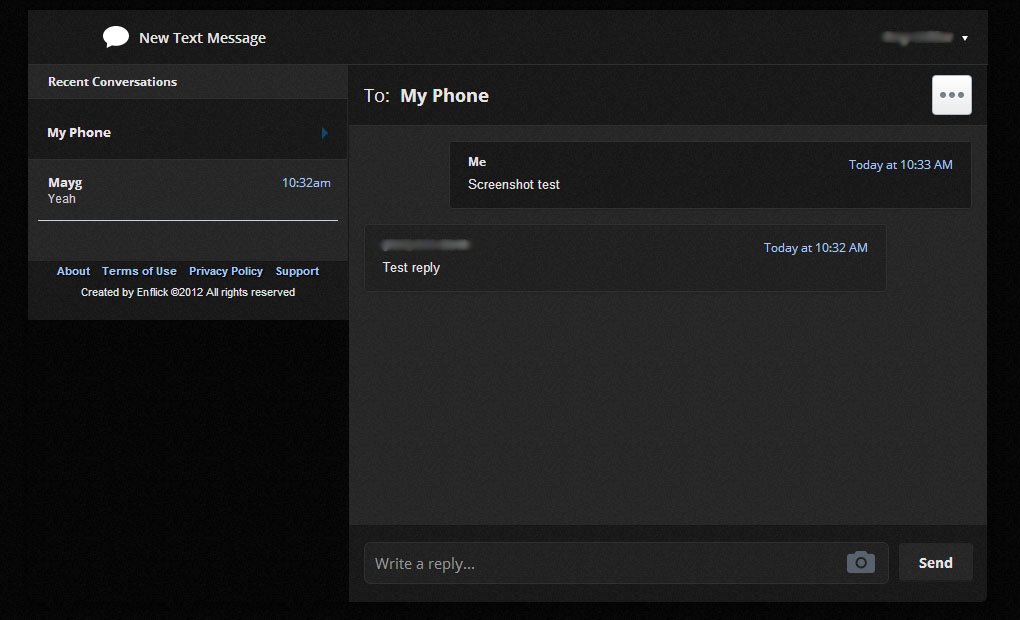 New Text Message
Recent Conversations
My Phone
Mayg 10:32am
Yeah
About Terms of Use Privacy Policy Support
Created by Enflick ©2012 All rights reserved
To: My Phone
Me Today at 10:33 AM
Screenshot test
Today at 10:32 AM
Test reply
Write a reply...
Send